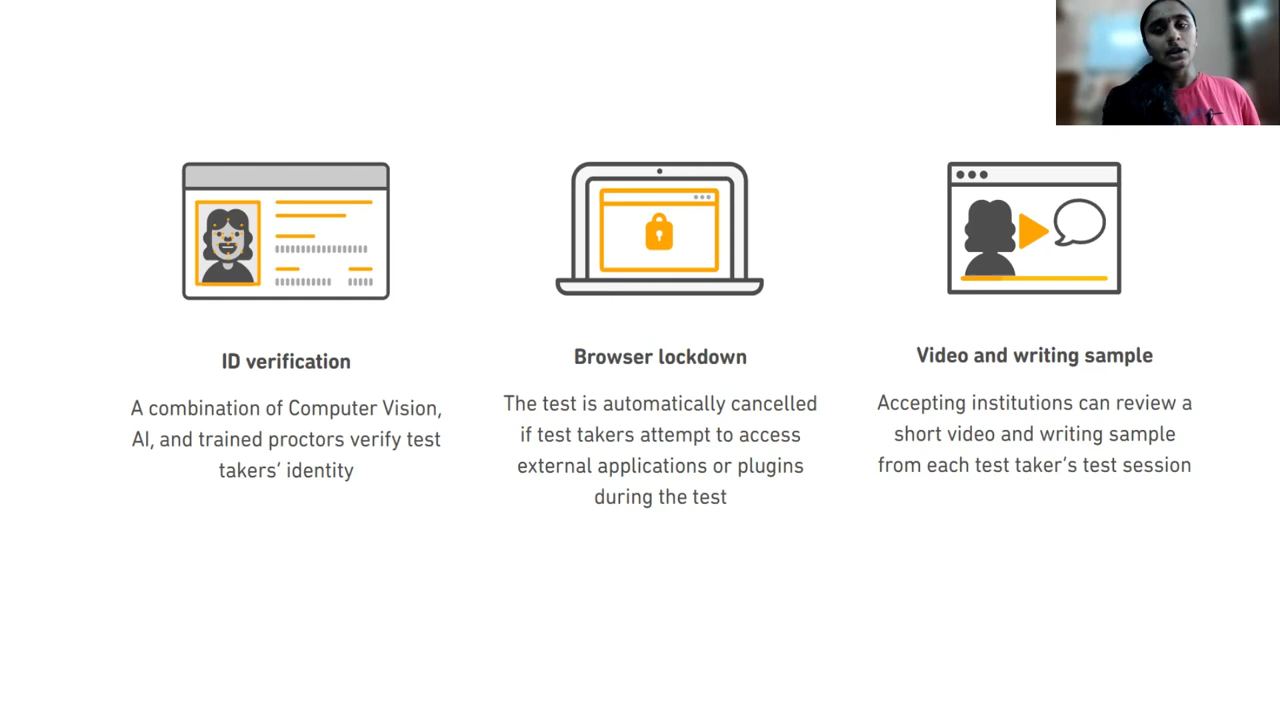 ID verification
A combination of Computer Vision,
AI, and trained proctors verify test
takers' identity
Browser lockdown
The test is automatically cancelled
if test takers attempt to access
external applications or plugins
during the test
Video and writing sample
Accepting institutions can review a
short video and writing sample
from each test taker's test session